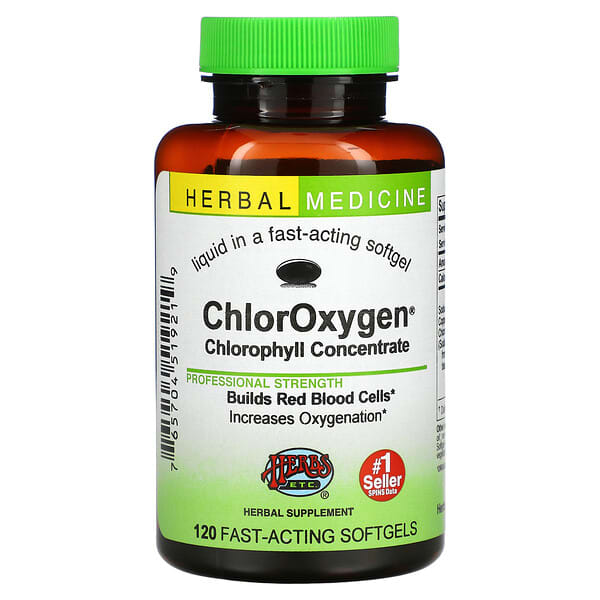 HERBAL MEDICINE
liquid in a fast-acting softgel
ChlorOxygen®
Chlorophyll Concentrate
PROFESSIONAL STRENGTH
Builds Red Blood Cells*
Increases Oxygenation*
HERBS
ETC.®
#1
Seller
SPINS Data
HERBAL SUPPLEMENT
120 FAST-ACTING SOFTGELS
7 65704 51921 9